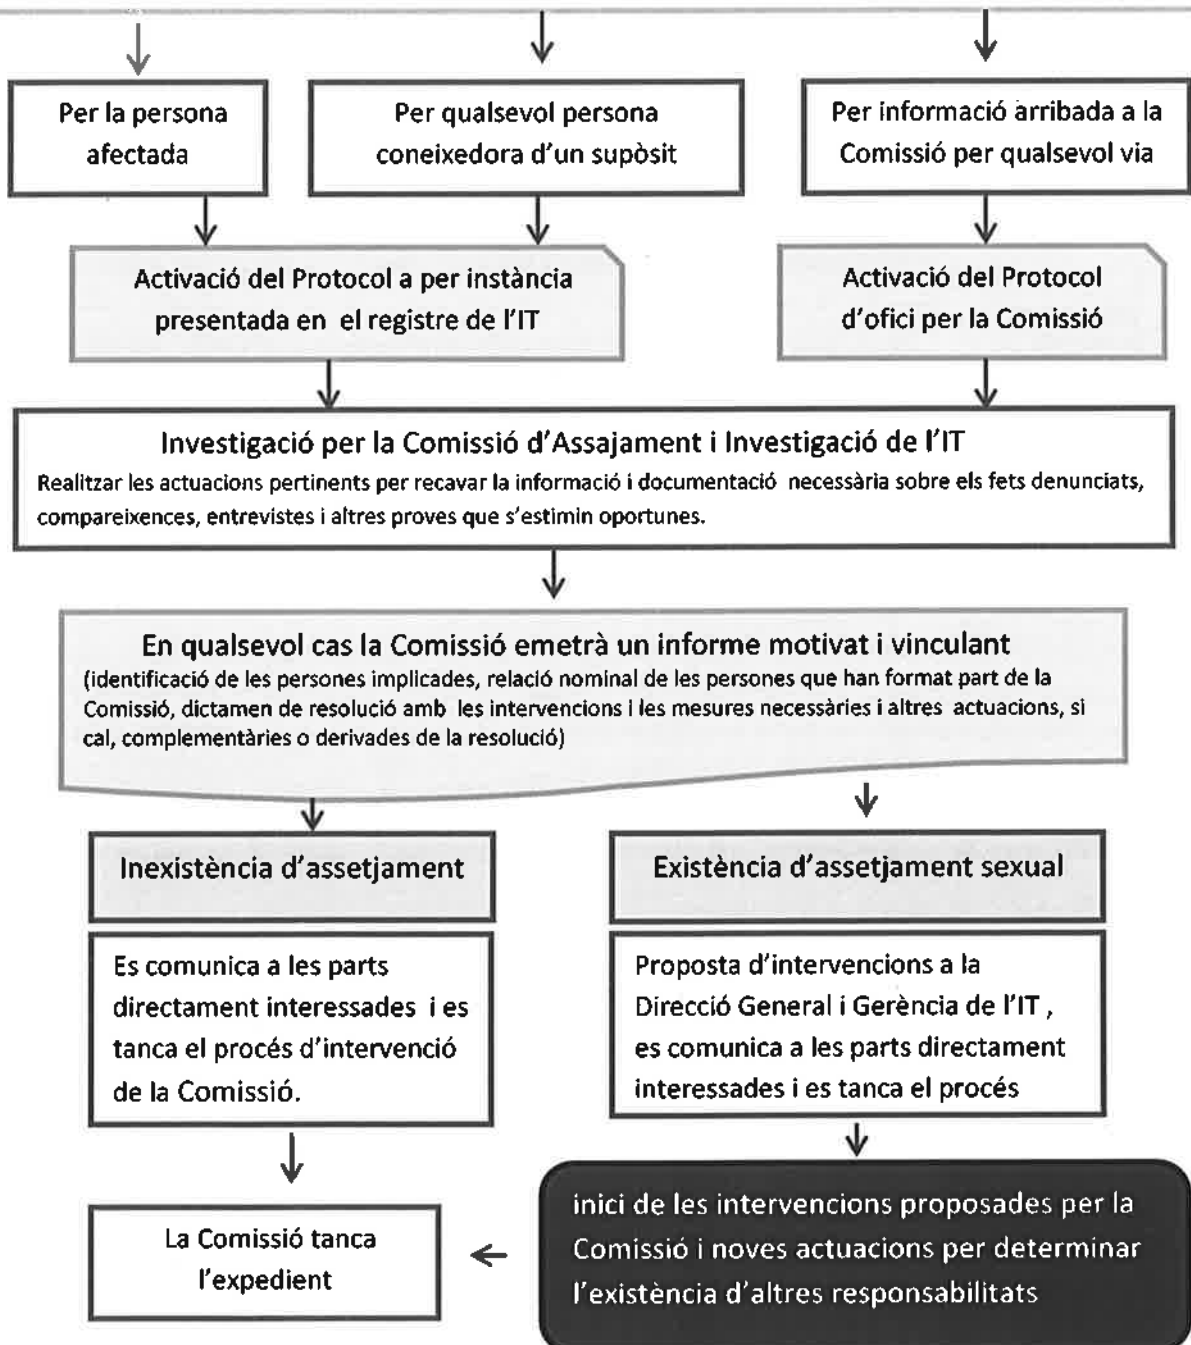 Per la persona
afectada
Per qualsevol persona
coneixedora d'un supòsit
Per informació arribada a la
Comissió per qualsevol via
Activació del Protocol a per instància
presentada en el registre de l'IT
Activació del Protocol
d'ofici per la Comissió
Investigació per la Comissió d'Assajament i Investigació de l'IT
Realitzar les actuacions pertinents per recavar la informació i documentació necessària sobre els fets denunciats,
compareixences, entrevistes i altres proves que s'estimin oportunes.
En qualsevol cas la Comissió emetrà un informe motivat i vinculant
(identificació de les persones implicades, relació nominal de les persones que han format part de la
Comissió, dictamen de resolució amb les intervencions i les mesures necessàries i altres actuacions, si
cal, complementàries o derivades de la resolució)
Inexistència d'assetjament
Existència d'assetjament sexual
Es comunica a les parts
directament interessades i es
tanca el procés d'intervenció
de la Comissió.
Proposta d'intervencions a la
Direcció General i Gerència de l'IT ,
es comunica a les parts directament
interessades i es tanca el procés
La Comissió tanca
l'expedient
inici de les intervencions proposades per la
Comissió i noves actuacions per determinar
l'existència d'altres responsabilitats